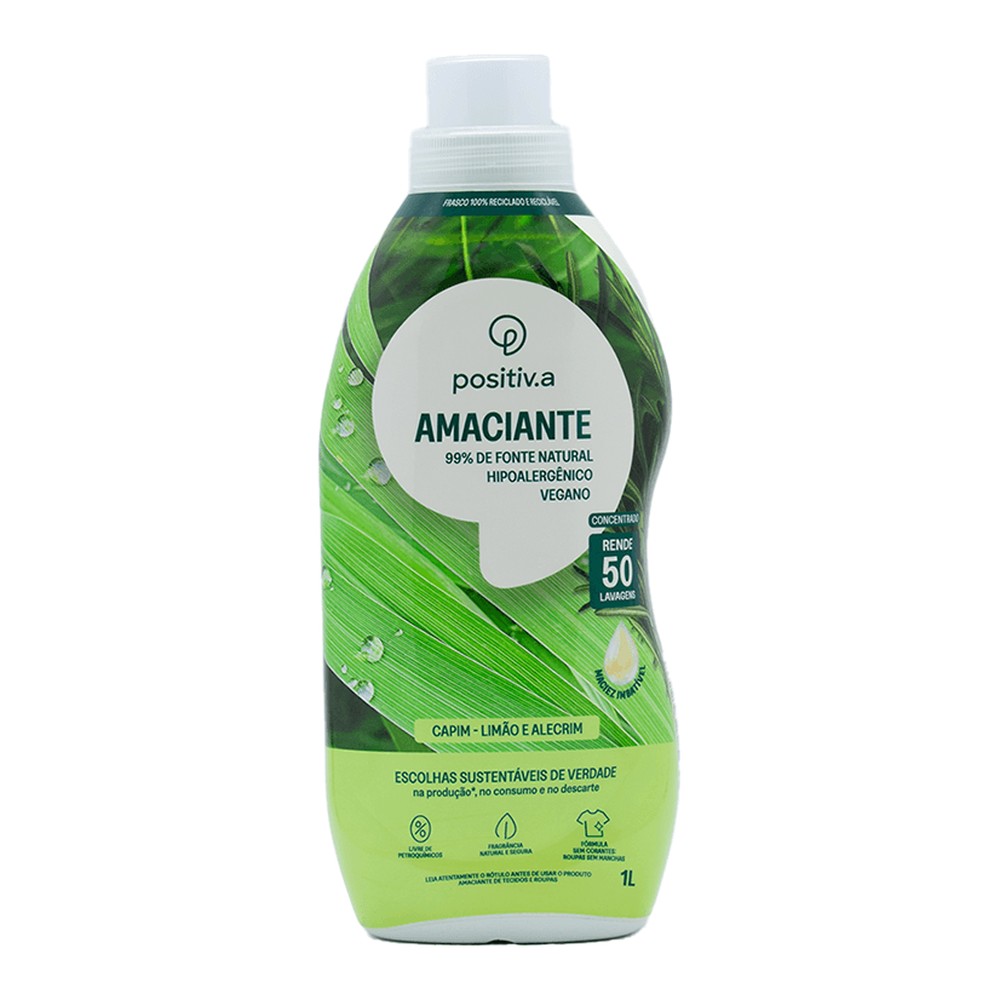 FRASCO 100% RECICLADO E RECICLÁVEL
positiv.a
AMACIANTE
99% DE FONTE NATURAL
HIPOALERGÊNICO
VEGANO
CONCENTRADO
RENDE
50
LAVAGENS
MACIEZ IMBATÍVEL
CAPIM - LIMÃO E ALECRIM
ESCOLHAS SUSTENTÁVEIS DE VERDADE
na produção*, no consumo e no descarte
LIVRE DE
PETROQUÍMICOS
FRAGRÂNCIA
NATURAL E SEGURA
FÓRMULA
SEM CORANTES:
ROUPAS SEM MANCHAS
LEIA ATENTAMENTE O RÓTULO ANTES DE USAR O PRODUTO
AMACIANTE DE TECIDOS E ROUPAS
1L